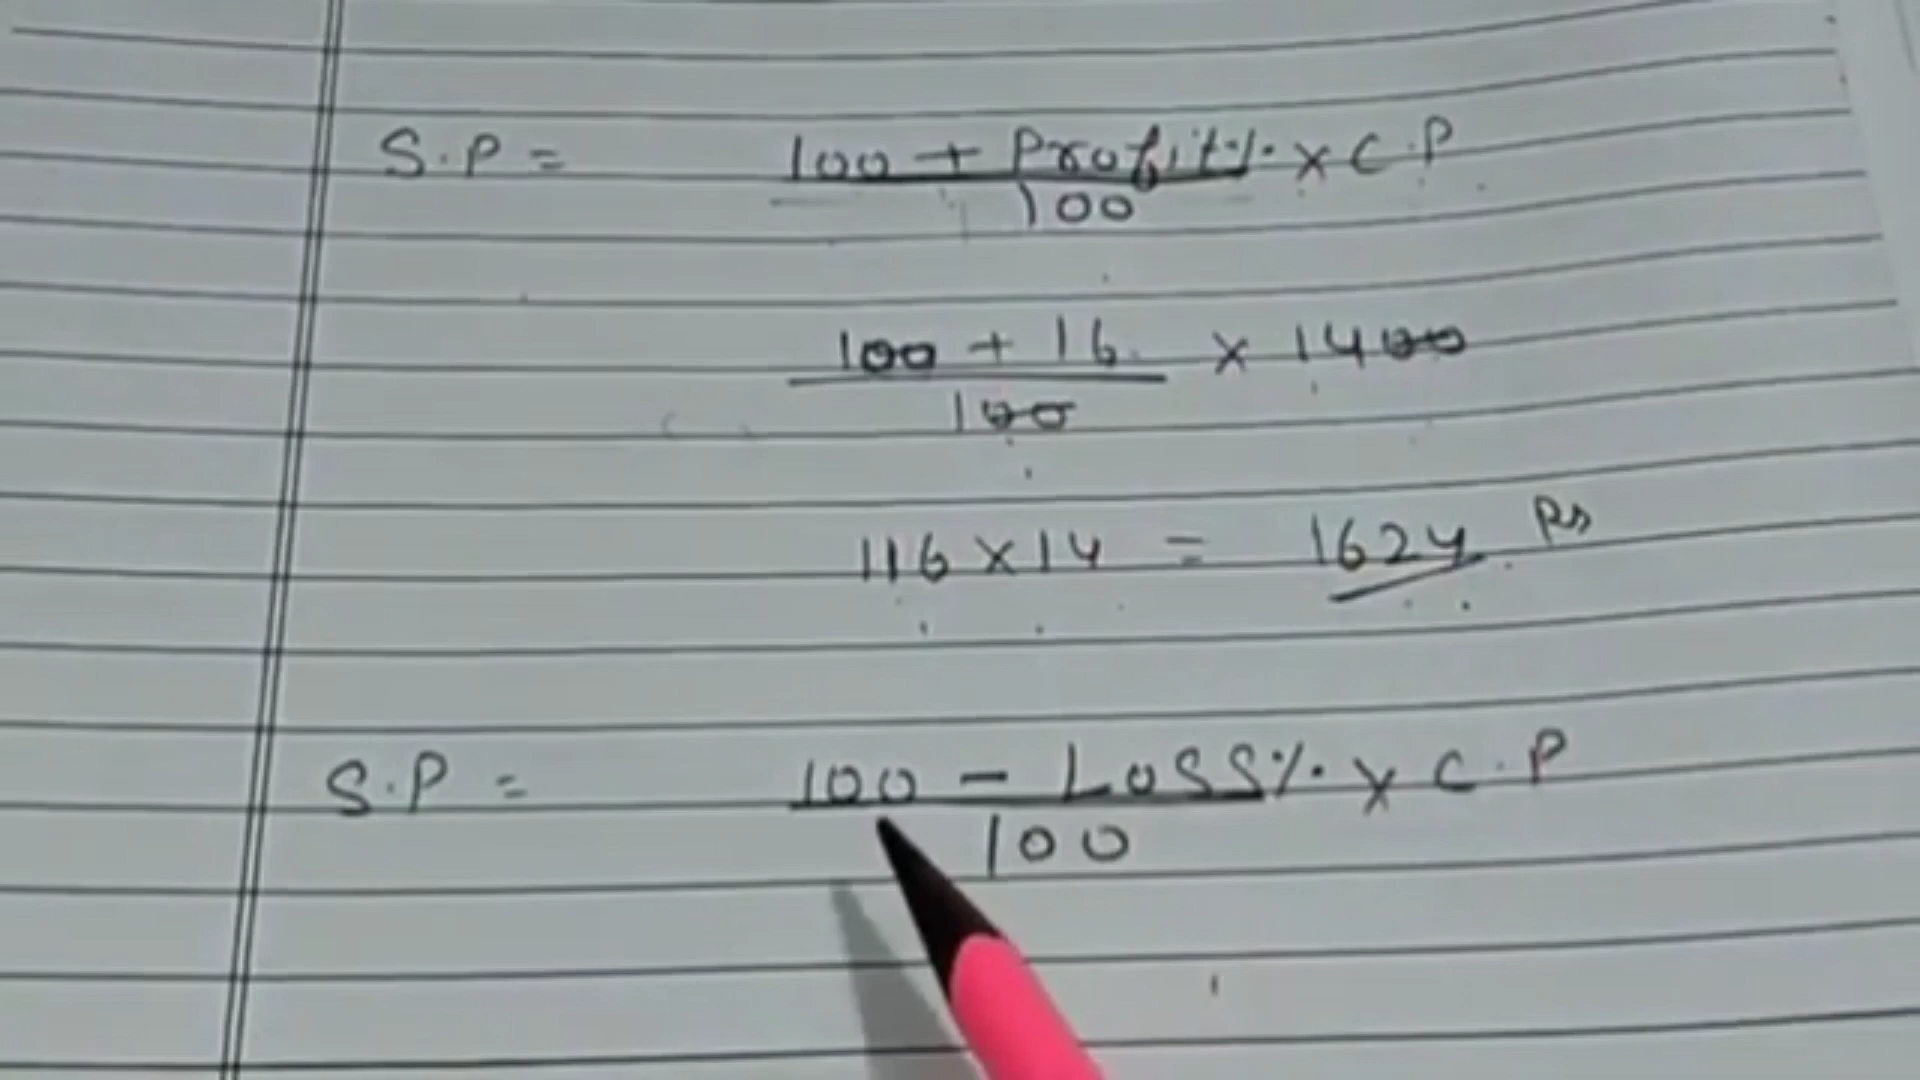 S.P = 100 + Profit% × C.P
100
100 + 16 × 1400
100
116 × 14 = 1624 Rs
S.P = 100 - Loss% × C.P
100